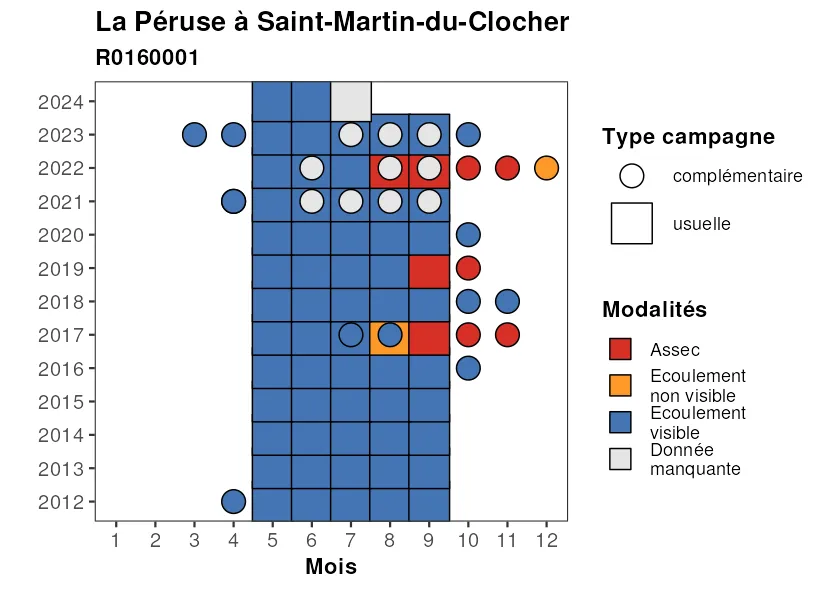 La Péruse à Saint-Martin-du-Clocher
R0160001
2024
2023
2022
2021
2020
2019
2018
2017
2016
2015
2014
2013
2012
1 2 3 4 5 6 7 8 9 10 11 12
Mois
Type campagne
complémentaire
usuelle
Modalités
Assec
Ecoulement
non visible
Ecoulement
visible
Donnée
manquante